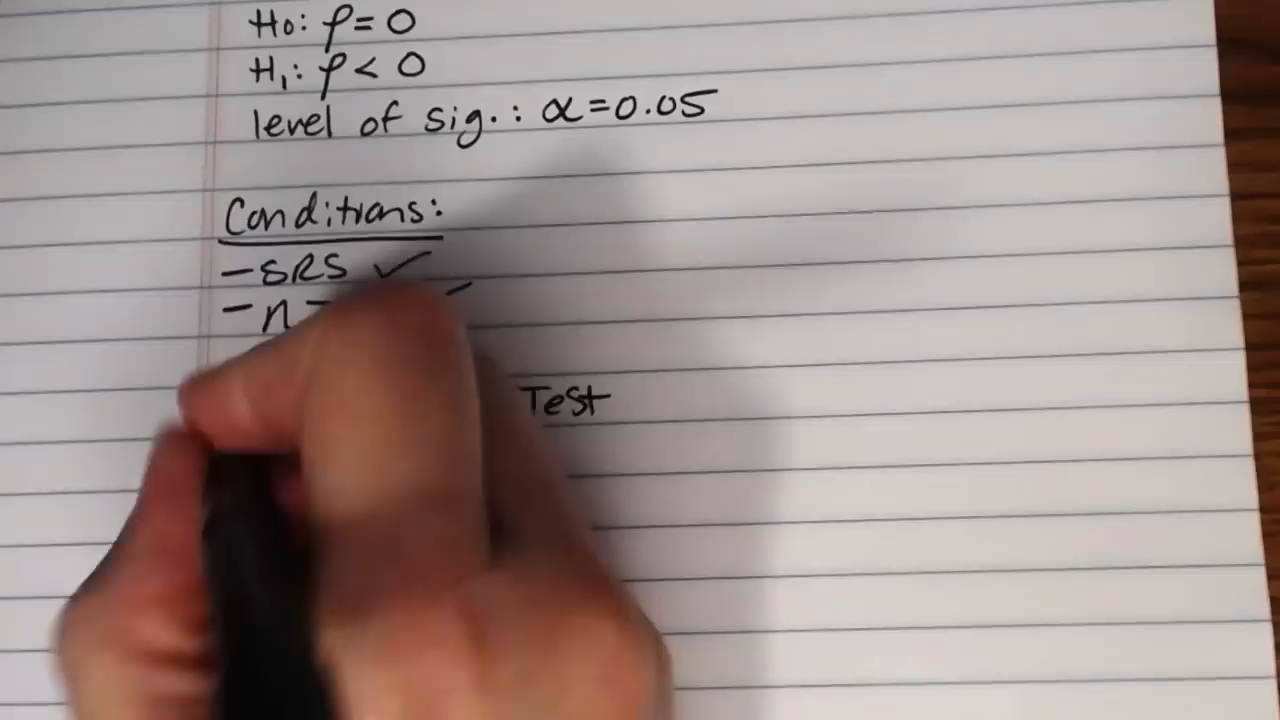 H₀: ρ = 0
H₁: ρ < 0
level of sig.: α = 0.05
Conditions:
- SRS ✓
- n
Test